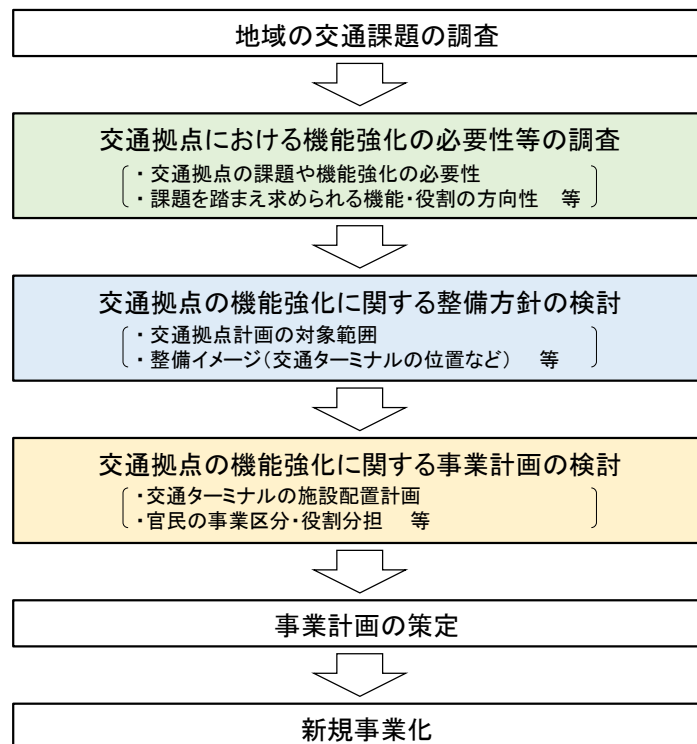 地域の交通課題の調査
交通拠点における機能強化の必要性等の調査
・交通拠点の課題や機能強化の必要性
・課題を踏まえ求められる機能・役割の方向性　等
交通拠点の機能強化に関する整備方針の検討
・交通拠点計画の対象範囲
・整備イメージ（交通ターミナルの位置など）　等
交通拠点の機能強化に関する事業計画の検討
・交通ターミナルの施設配置計画
・官民の事業区分・役割分担　等
事業計画の策定
新規事業化